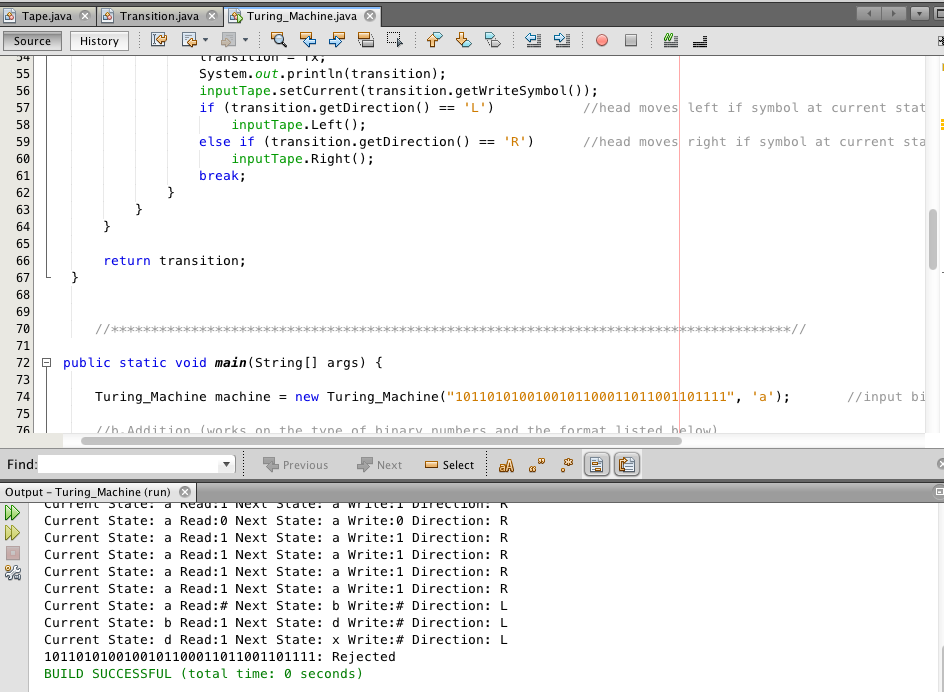 Tape.java
Transition.java
Turing_Machine.java
Source
History
54 transition =
55 System.out.println(transition);
56 inputTape.setCurrent(transition.getWriteSymbol());
57 if (transition.getDirection() == 'L') //head moves left if symbol at current stat
58 inputTape.Left();
59 else if (transition.getDirection() == 'R') //head moves right if symbol at current sta
60 inputTape.Right();
61 break;
62 }
63 }
64 }
65
66 return transition;
67 }
68
69
70 //*************************************************************************************//
71
72 public static void main(String[] args) {
73
74 Turing_Machine machine = new Turing_Machine("1011010100100101100011011001101111", 'a'); //input bi
75
76 //b.Addition (works on the type of binary numbers and the format listed below)
Find:
Previous
Next
Select
Output - Turing_Machine (run)
Current State: a Read:1 Next State: a Write:1 Direction: R
Current State: a Read:0 Next State: a Write:0 Direction: R
Current State: a Read:1 Next State: a Write:1 Direction: R
Current State: a Read:1 Next State: a Write:1 Direction: R
Current State: a Read:1 Next State: a Write:1 Direction: R
Current State: a Read:1 Next State: a Write:1 Direction: R
Current State: a Read:# Next State: b Write:# Direction: L
Current State: b Read:1 Next State: d Write:# Direction: L
Current State: d Read:1 Next State: x Write:# Direction: L
1011010100100101100011011001101111: Rejected
BUILD SUCCESSFUL (total time: 0 seconds)